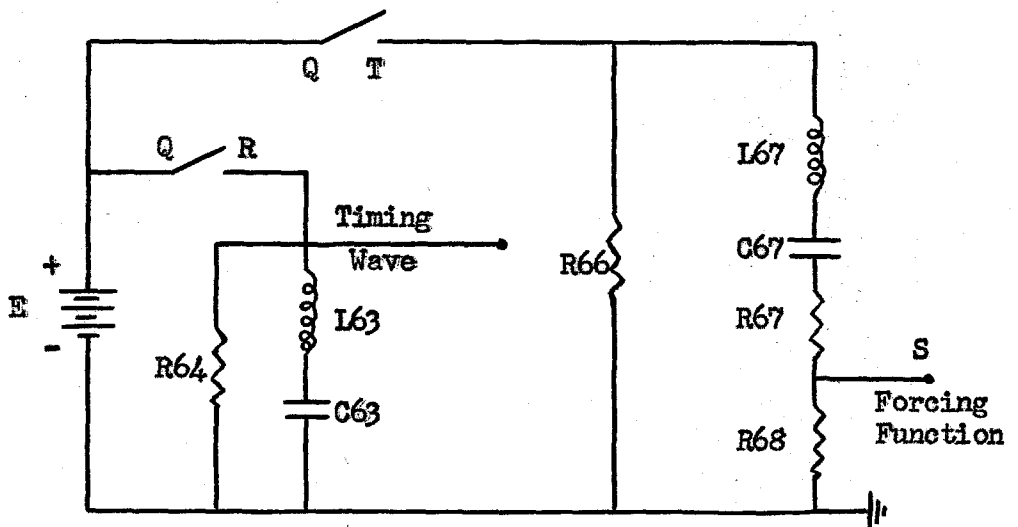 Q T
Q R
Timing
Wave
L67
C67
+
E
-
R66
L63
R67
R64
S
C63
Forcing
Function
R68